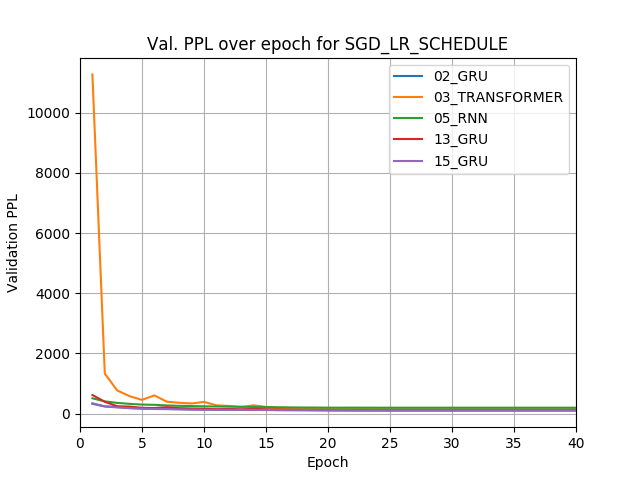 Val. PPL over epoch for SGD_LR_SCHEDULE
02_GRU
03_TRANSFORMER
05_RNN
13_GRU
15_GRU
Validation PPL
10000
8000
6000
4000
2000
0
0 5 10 15 20 25 30 35 40
Epoch